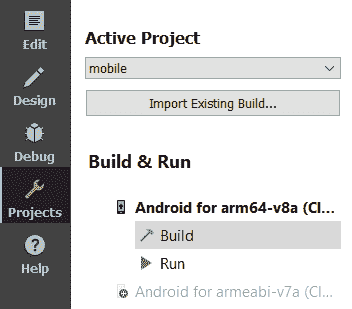 Edit
Design
Debug
Projects
Help
Active Project
mobile
Import Existing Build...
Build & Run
Android for arm64-v8a (Cl...
Build
Run
Android for armeabi-v7a (Cl...